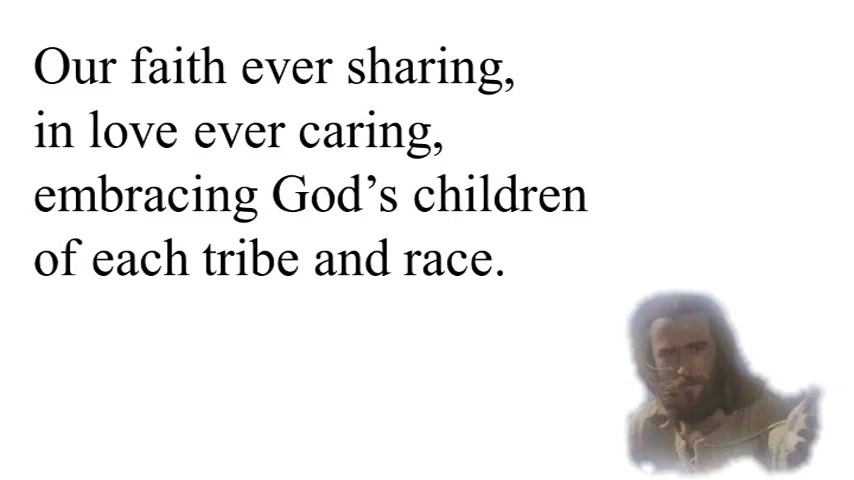 Our faith ever sharing,
in love ever caring,
embracing God’s children
of each tribe and race.